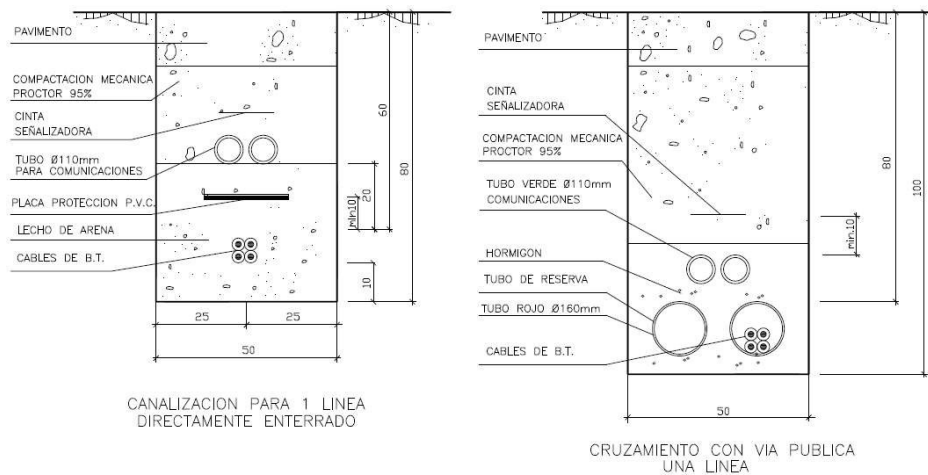 PAVIMENTO
COMPACTACION MECANICA
PROCTOR 95%
CINTA
SEÑALIZADORA
TUBO Ø110mm
PARA COMUNICACIONES
PLACA PROTECCION P.V.C.
LECHO DE ARENA
CABLES DE B.T.
60
80
20
min10
10
25
25
50
CANALIZACION PARA 1 LINEA
DIRECTAMENTE ENTERRADO
PAVIMENTO
CINTA
SEÑALIZADORA
COMPACTACION MECANICA
PROCTOR 95%
TUBO VERDE Ø110mm
COMUNICACIONES
HORMIGON
TUBO DE RESERVA
TUBO ROJO Ø160mm
CABLES DE B.T.
min.10
80
100
50
CRUZAMIENTO CON VIA PUBLICA
UNA LINEA